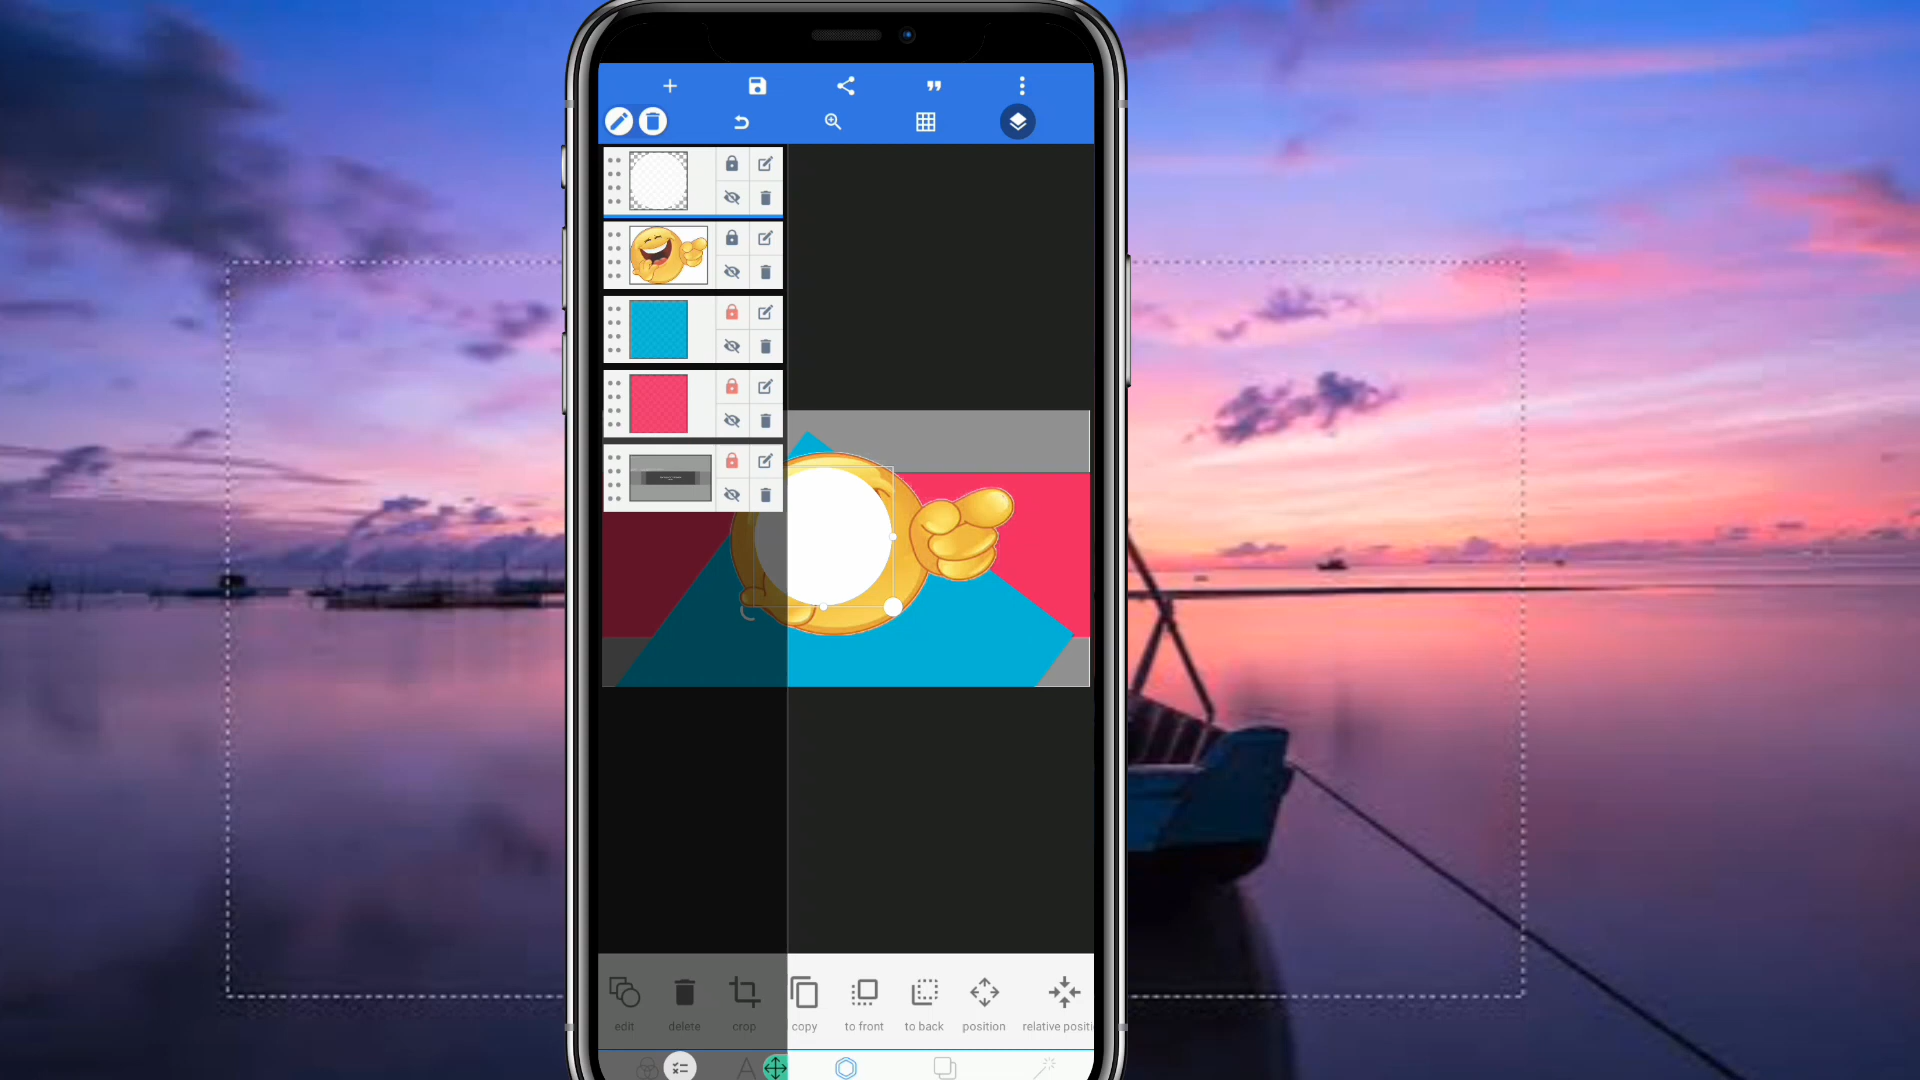 edit delete crop copy to front to back position relative positi